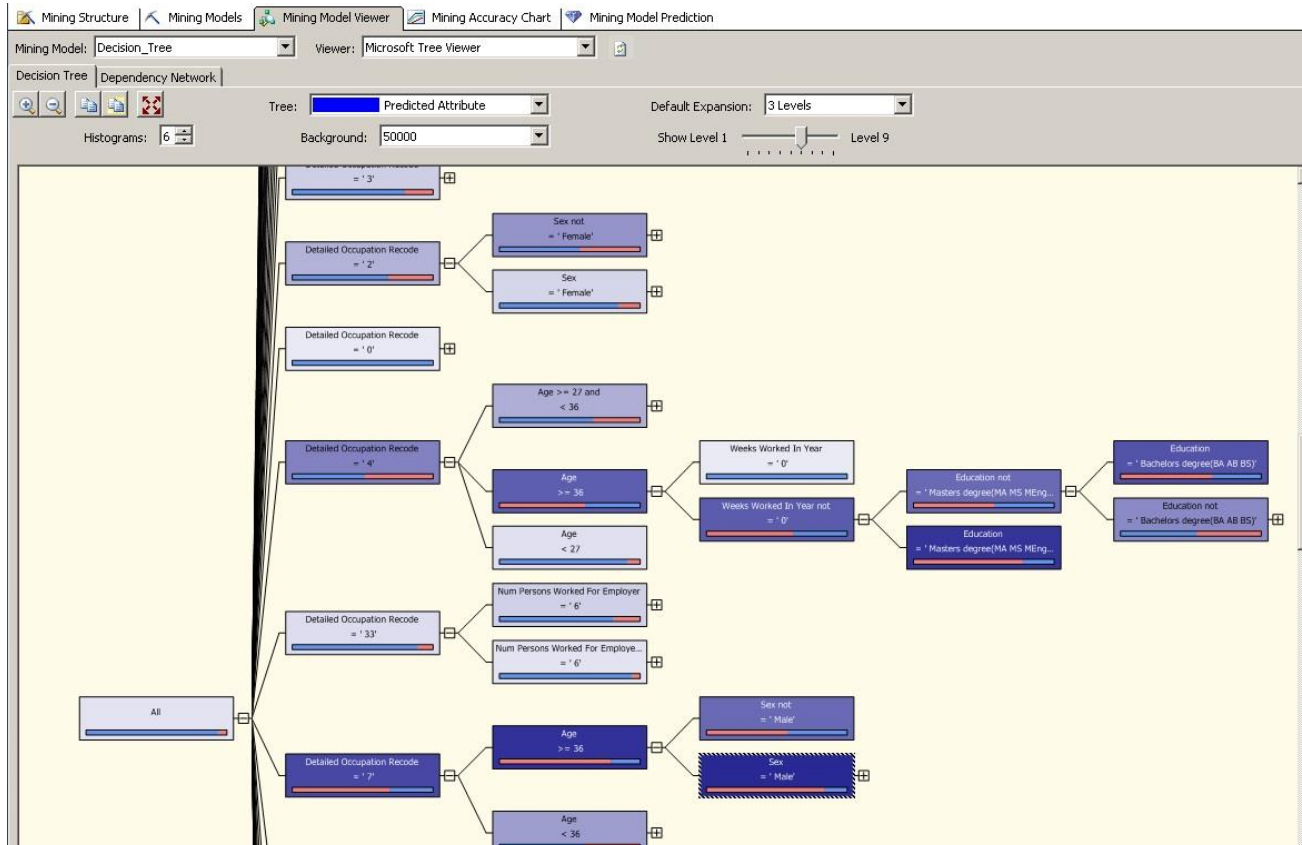 Mining Structure Mining Models Mining Model Viewer Mining Accuracy Chart Mining Model Prediction
Mining Model: Decision_Tree Viewer: Microsoft Tree Viewer
Decision Tree Dependency Network
Tree: Predicted Attribute Default Expansion: 3 Levels
Histograms: 6 Background: 50000 Show Level 1 Level 9
Detailed Occupation Recode
= ' 3'
Sex not
= ' Female'
Detailed Occupation Recode
= ' 2'
Sex
= ' Female'
Detailed Occupation Recode
= ' 0'
Age >= 27 and
< 36
Detailed Occupation Recode
= ' 4'
Age
>= 36
Age
< 27
Weeks Worked In Year
= ' 0'
Weeks Worked In Year not
= ' 0'
Education not
= ' Masters degree(MA MS MEng...
Education
= ' Masters degree(MA MS MEng...
Education
= ' Bachelors degree(BA AB BS)'
Education not
= ' Bachelors degree(BA AB BS)'
Num Persons Worked For Employer
= ' 6'
Detailed Occupation Recode
= ' 33'
Num Persons Worked For Employe...
= ' 6'
All
Detailed Occupation Recode
= ' 7'
Age
>= 36
Sex not
= ' Male'
Sex
= ' Male'
Age
< 36